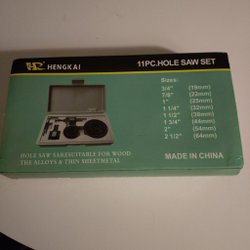 HENGKAI
11PC.HOLE SAW SET
Sizes:
3/4" (19mm)
7/8" (22mm)
1" (25mm)
1 1/4" (32mm)
1 1/2" (38mm)
1 3/4" (44mm)
2" (54mm)
2 1/2" (64mm)
HOLE SAW SAKESUITABLE FOR WOOD
THE ALLOYS & THIN SHEETMETAL
MADE IN CHINA